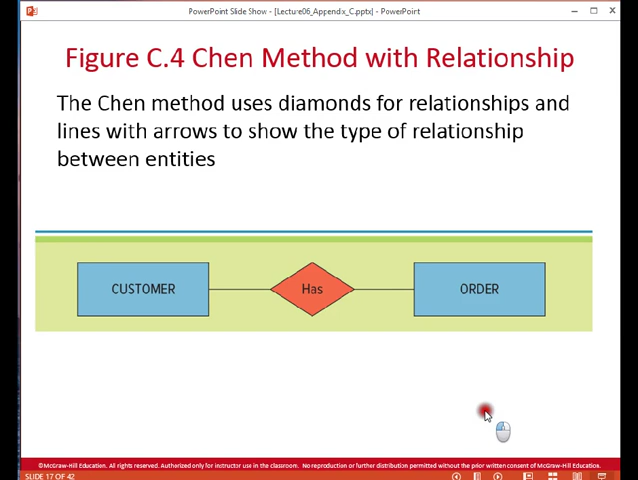 PowerPoint Slide Show - [Lecture06_Appendix_C.pptx] - PowerPoint
Figure C.4 Chen Method with Relationship
The Chen method uses diamonds for relationships and
lines with arrows to show the type of relationship
between entities
CUSTOMER
Has
ORDER
©McGraw-Hill Education. All rights reserved. Authorized only for instructor use in the classroom. No reproduction or further distribution permitted without the prior written consent of McGraw-Hill Education.
SLIDE 17 OF 42